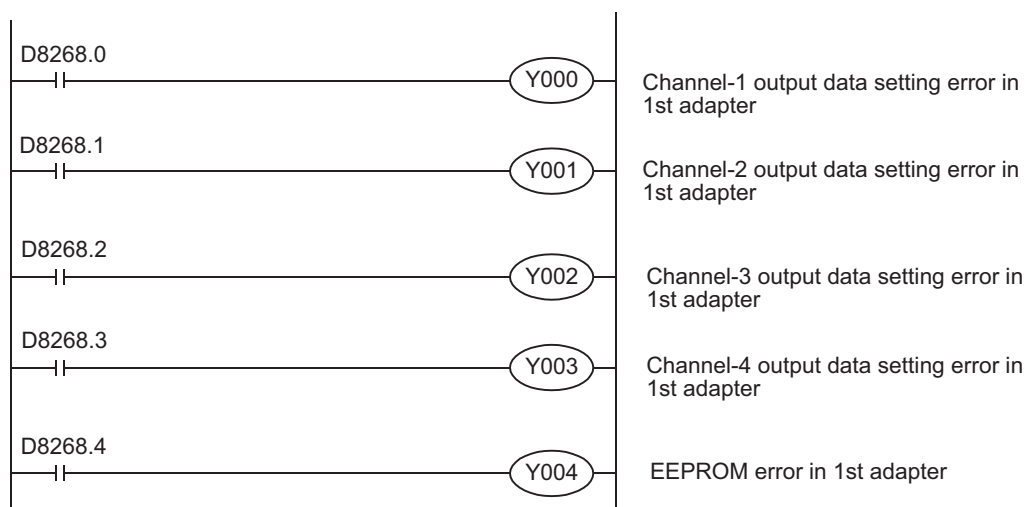 D8268.0
Y000
Channel-1 output data setting error in
1st adapter
D8268.1
Y001
Channel-2 output data setting error in
1st adapter
D8268.2
Y002
Channel-3 output data setting error in
1st adapter
D8268.3
Y003
Channel-4 output data setting error in
1st adapter
D8268.4
Y004
EEPROM error in 1st adapter